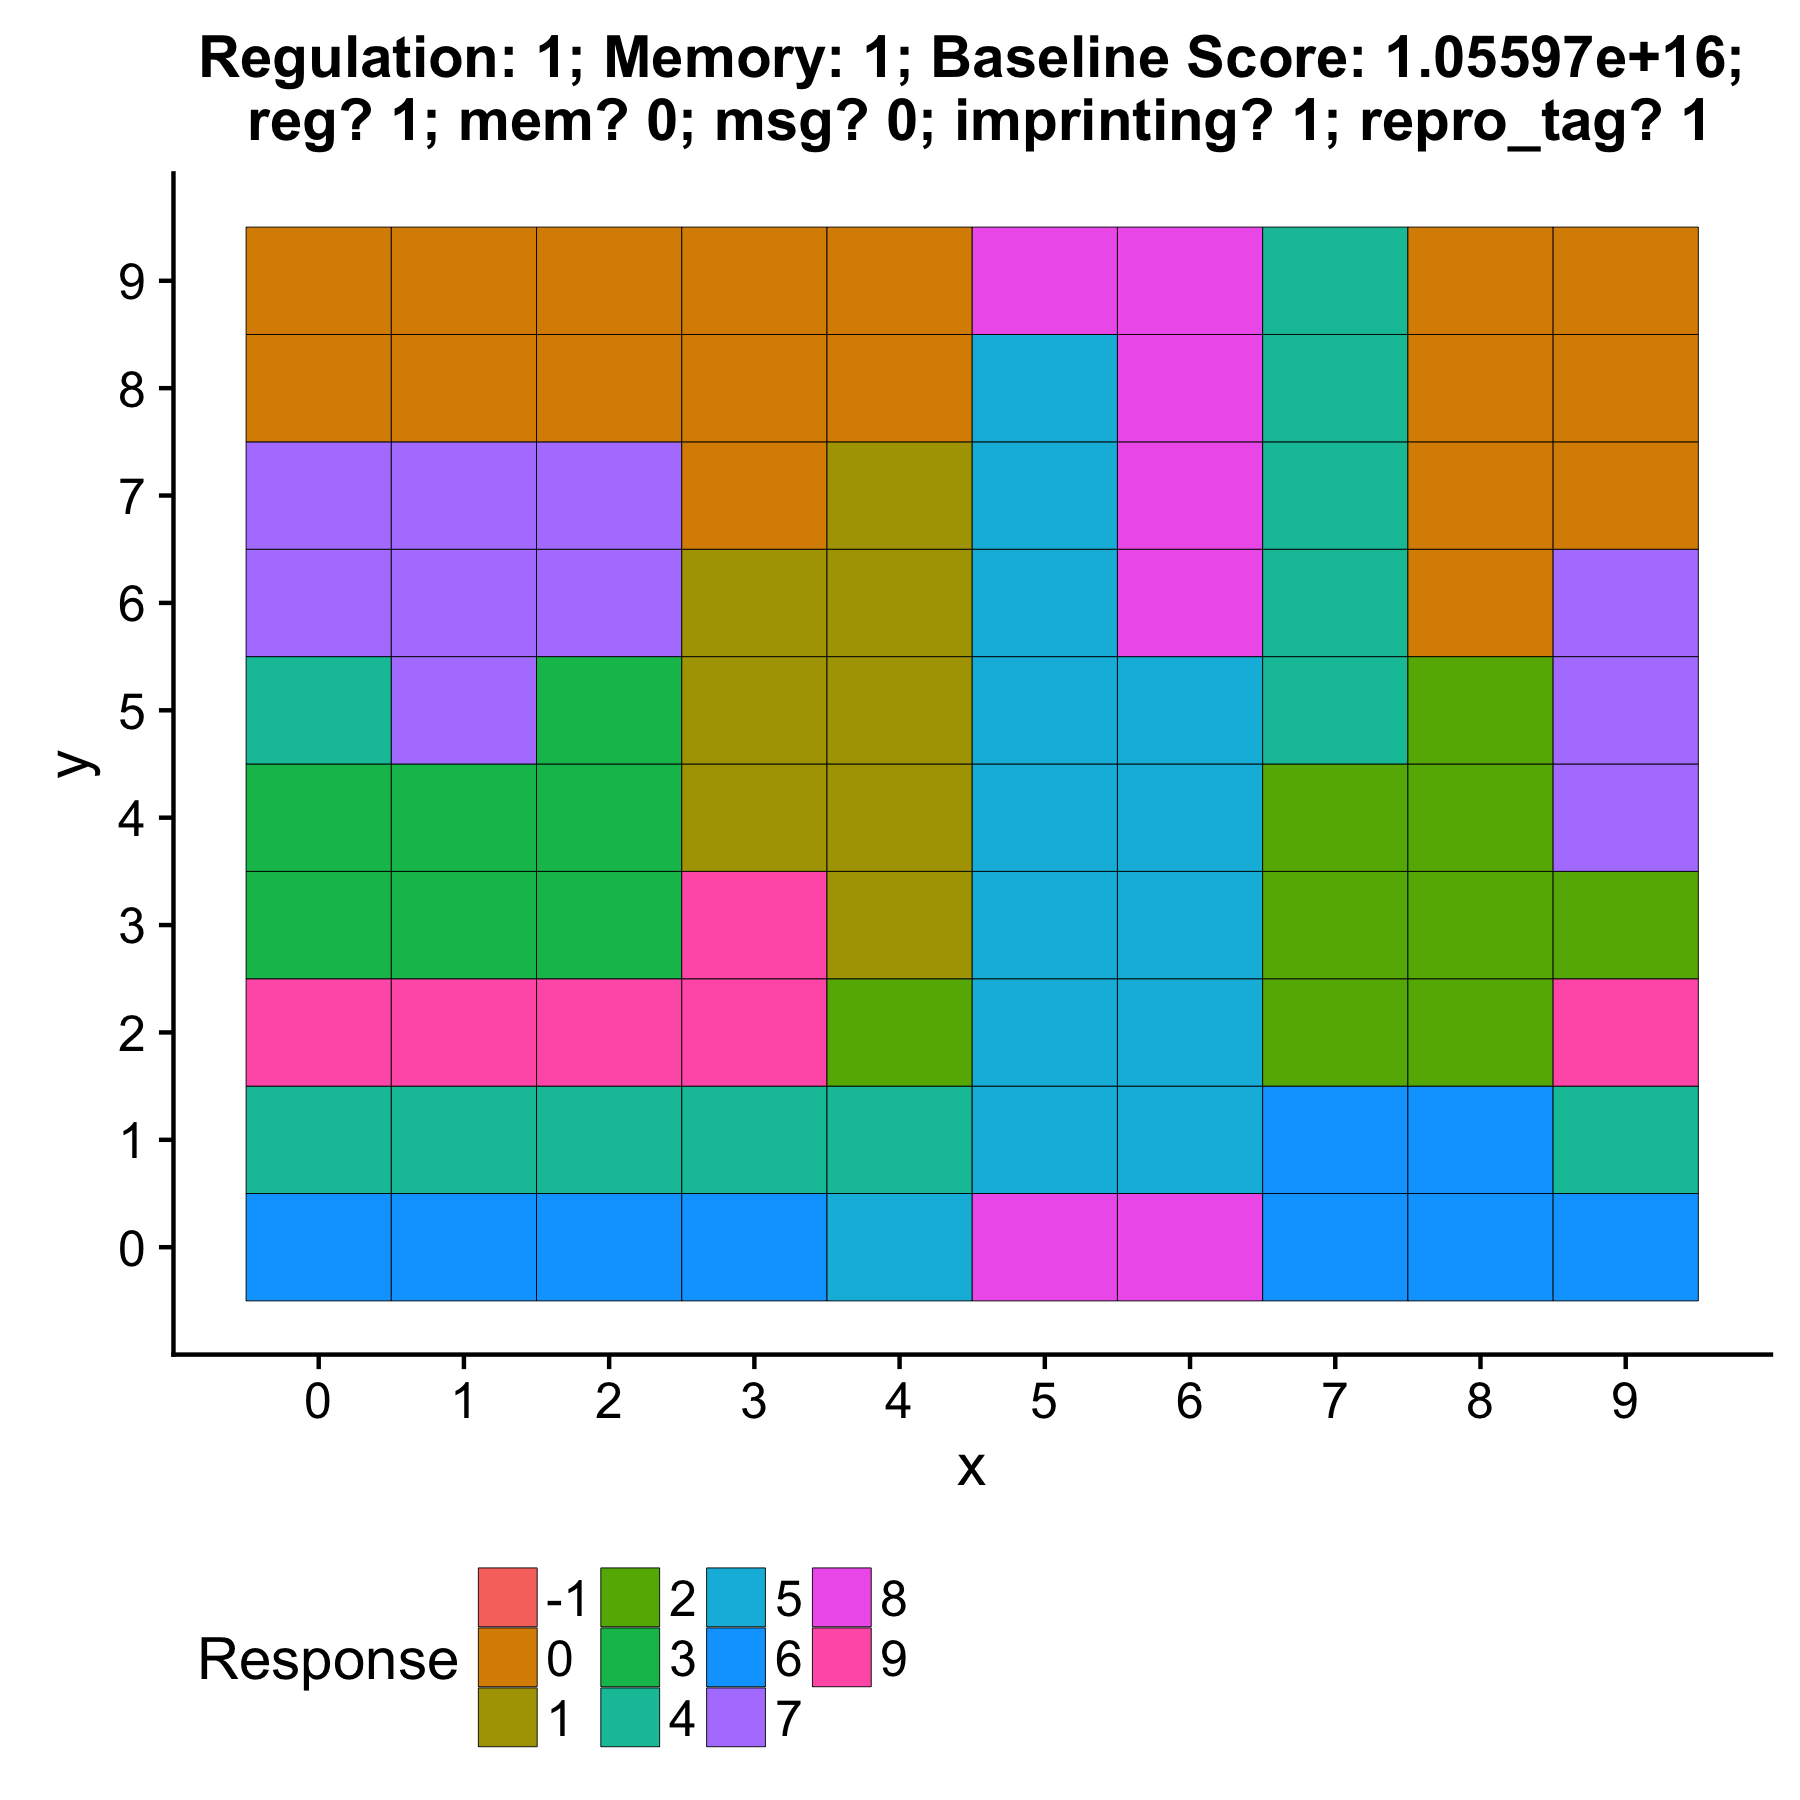 Regulation: 1; Memory: 1; Baseline Score: 1.05597e+16;
reg? 1; mem? 0; msg? 0; imprinting? 1; repro_tag? 1
9
8
7
6
5
4
3
2
1
0
y
0 1 2 3 4 5 6 7 8 9
x
Response
-1 2 5 8
0 3 6 9
1 4 7